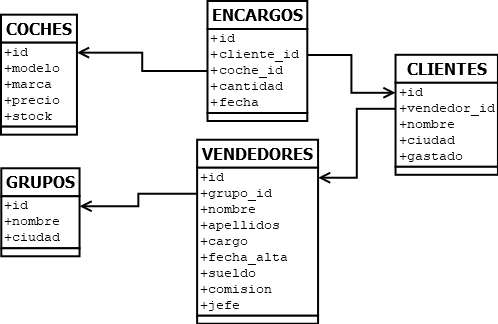 COCHES
+id
+modelo
+marca
+precio
+stock
ENCARGOS
+id
+cliente_id
+coche_id
+cantidad
+fecha
CLIENTES
+id
+vendedor_id
+nombre
+ciudad
+gastado
GRUPOS
+id
+nombre
+ciudad
VENDEDORES
+id
+grupo_id
+nombre
+apellidos
+cargo
+fecha_alta
+sueldo
+comision
+jefe